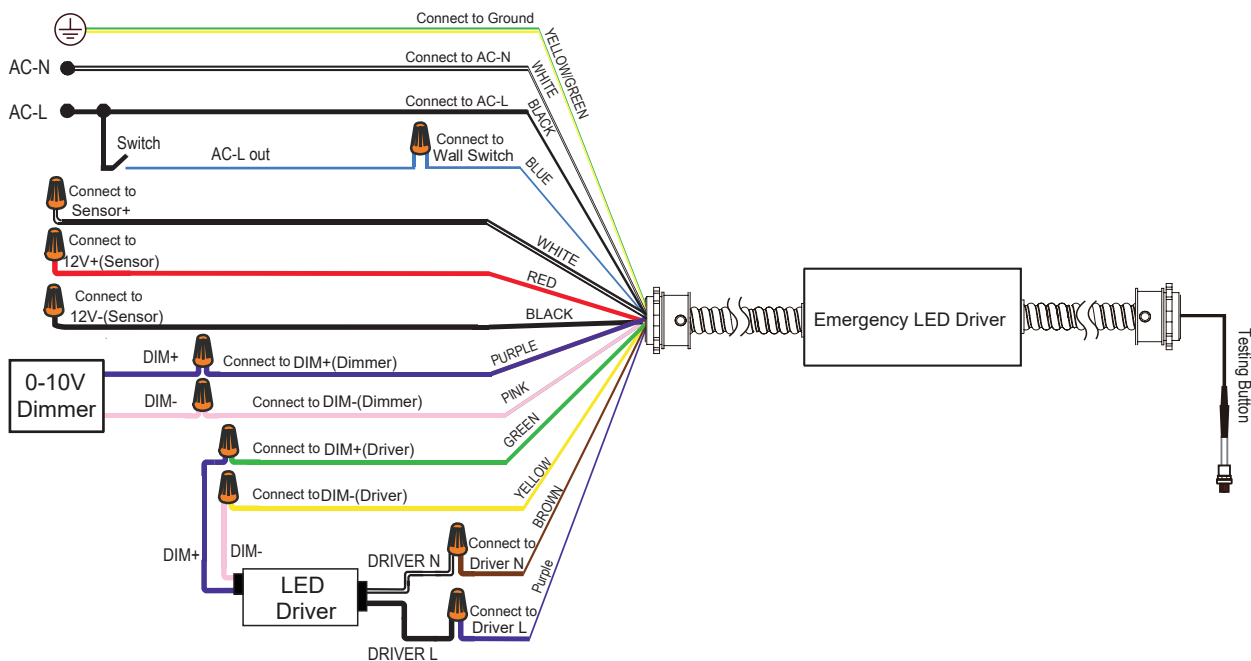 Connect to Ground
YELLOW/GREEN
AC-N
Connect to AC-N
WHITE
AC-L
Connect to AC-L
BLACK
Switch
AC-L out
Connect to
Wall Switch
BLUE
Connect to
Sensor+
WHITE
Connect to
12V+(Sensor)
RED
Connect to
12V-(Sensor)
BLACK
Emergency LED Driver
Testing Button
0-10V
Dimmer
DIM+
Connect to DIM+(Dimmer)
PURPLE
DIM-
Connect to DIM-(Dimmer)
PINK
Connect to DIM+(Driver)
GREEN
Connect to DIM-(Driver)
YELLOW
DIM+
DIM-
LED
Driver
DRIVER N
Connect to
Driver N
BROWN
DRIVER L
Connect to
Driver L
Purple